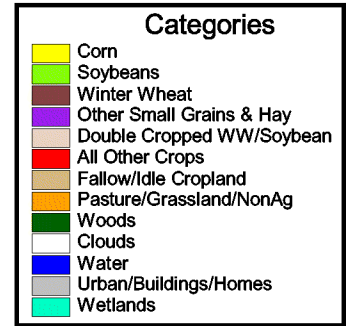 Categories
Corn
Soybeans
Winter Wheat
Other Small Grains & Hay
Double Cropped WW/Soybean
All Other Crops
Fallow/Idle Cropland
Pasture/Grassland/NonAg
Woods
Clouds
Water
Urban/Buildings/Homes
Wetlands